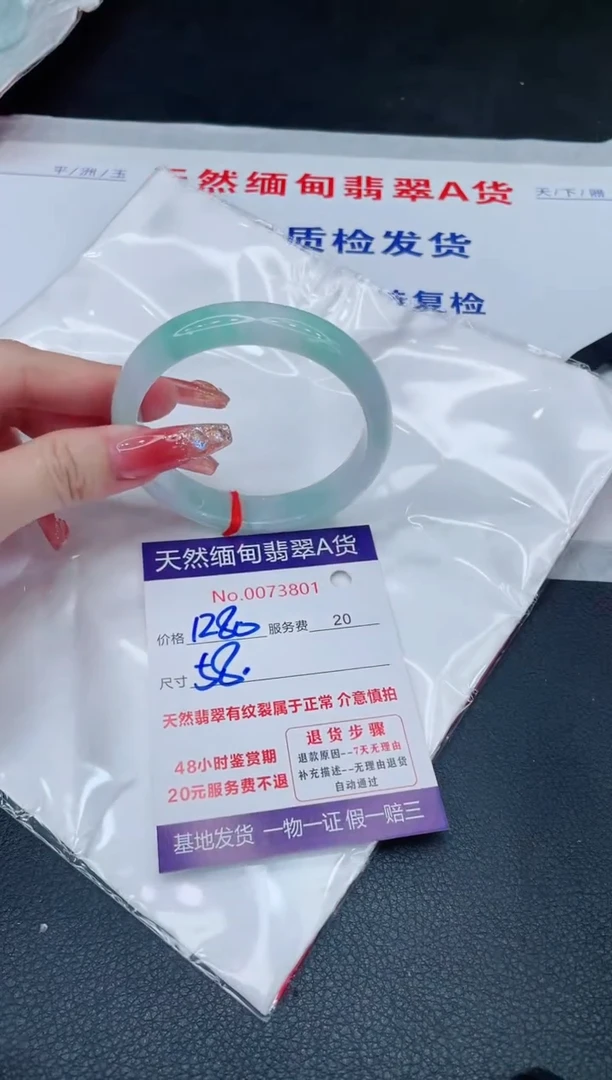 平/洲/玉
天然缅甸翡翠A货
天/下/赐
质检发货
复检
天然缅甸翡翠A货
No.0073801
价格 1280 服务费 20
尺寸 58.
天然翡翠有纹裂属于正常 介意慎拍
48小时鉴赏期
20元服务费不退
退货步骤
退款原因--7天无理由
补充描述--无理由退货
自动通过
基地发货 一物一证 假一赔三